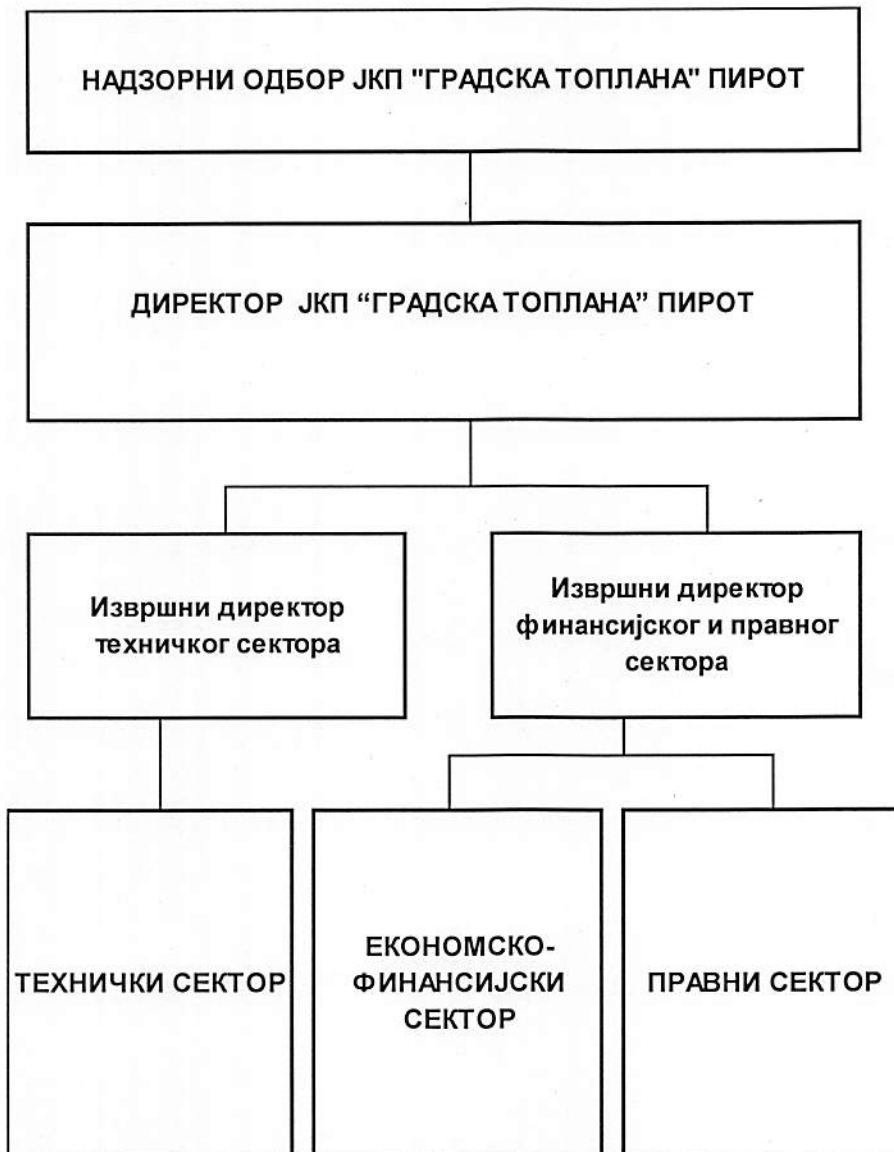 НАДЗОРНИ ОДБОР ЈКП "ГРАДСКА ТОПЛАНА" ПИРОТ
ДИРЕКТОР ЈКП “ГРАДСКА ТОПЛАНА” ПИРОТ
Извршни директор
техничког сектора
Извршни директор
финансијског и правног
сектора
ТЕХНИЧКИ СЕКТОР
ЕКОНОМСКО-
ФИНАНСИЈСКИ
СЕКТОР
ПРАВНИ СЕКТОР